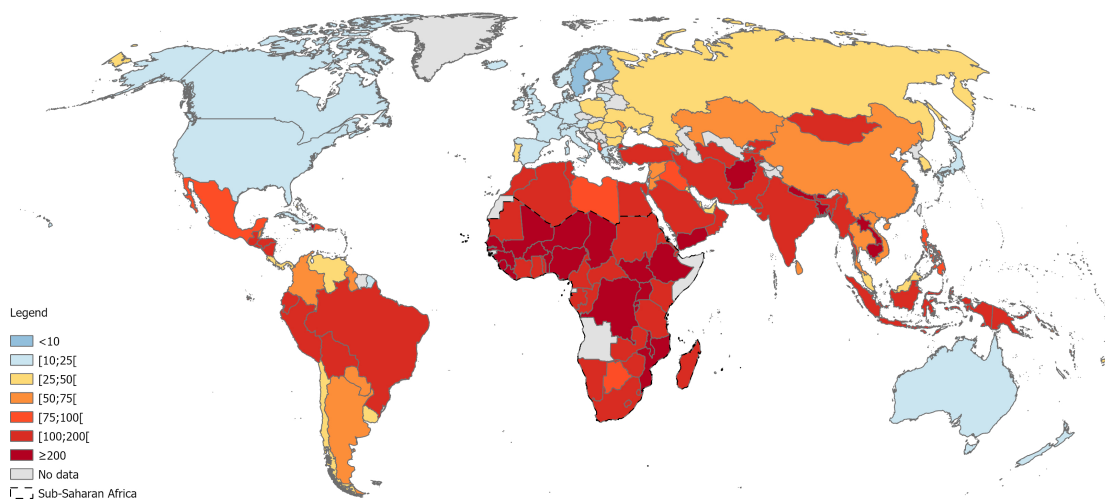 Legend
<10
[10;25[
[25;50[
[50;75[
[75;100[
[100;200[
≥200
No data
Sub-Saharan Africa